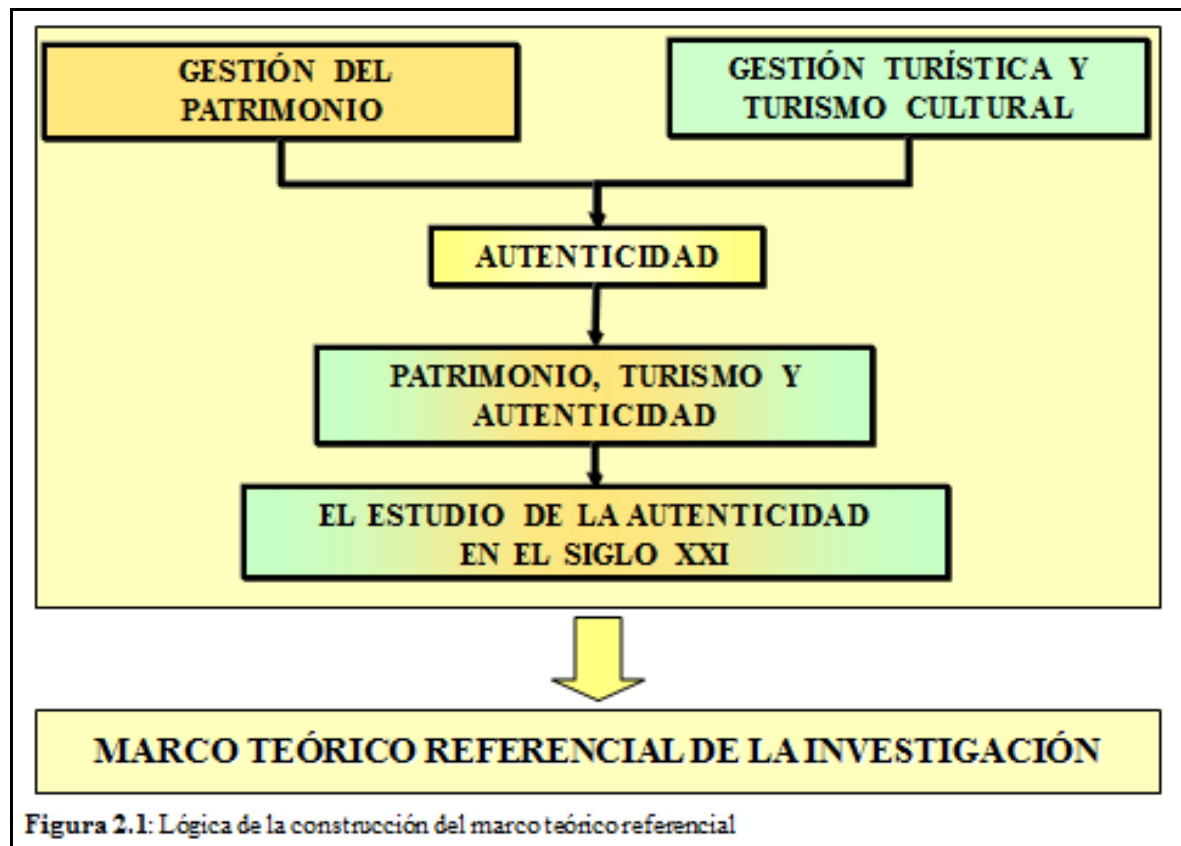 GESTIÓN DEL
PATRIMONIO
GESTIÓN TURÍSTICA Y
TURISMO CULTURAL
AUTENTICIDAD
PATRIMONIO, TURISMO Y
AUTENTICIDAD
EL ESTUDIO DE LA AUTENTICIDAD
EN EL SIGLO XXI
MARCO TEÓRICO REFERENCIAL DE LA INVESTIGACIÓN
Figura 2.1: Lógica de la construcción del marco teórico referencial